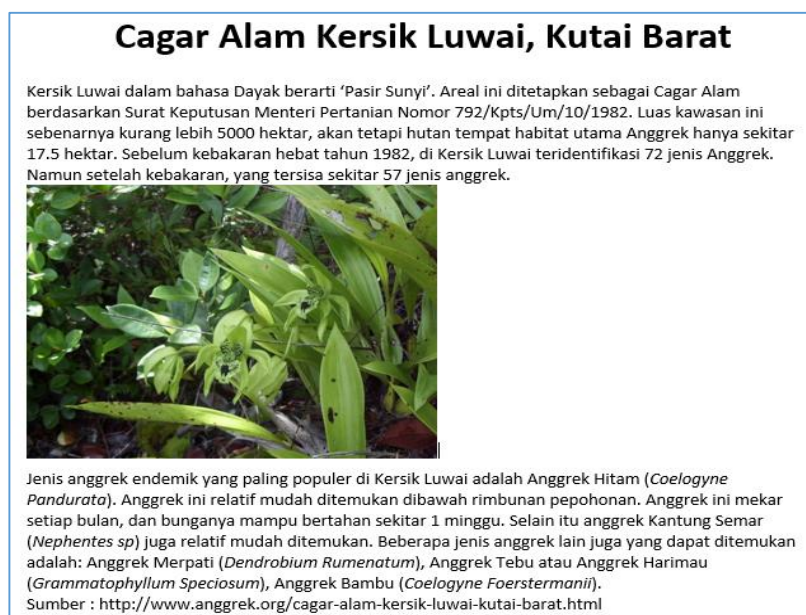 Cagar Alam Kersik Luwai, Kutai Barat
Kersik Luwai dalam bahasa Dayak berarti ‘Pasir Sunyi’. Areal ini ditetapkan sebagai Cagar Alam
berdasarkan Surat Keputusan Menteri Pertanian Nomor 792/Kpts/Um/10/1982. Luas kawasan ini
sebenarnya kurang lebih 5000 hektar, akan tetapi hutan tempat habitat utama Anggrek hanya sekitar
17.5 hektar. Sebelum kebakaran hebat tahun 1982, di Kersik Luwai teridentifikasi 72 jenis Anggrek.
Namun setelah kebakaran, yang tersisa sekitar 57 jenis anggrek.
Jenis anggrek endemik yang paling populer di Kersik Luwai adalah Anggrek Hitam (Coelogyne
Pandurata). Anggrek ini relatif mudah ditemukan dibawah rimbunan pepohonan. Anggrek ini mekar
setiap bulan, dan bunganya mampu bertahan sekitar 1 minggu. Selain itu anggrek Kantung Semar
(Nephentes sp) juga relatif mudah ditemukan. Beberapa jenis anggrek lain juga yang dapat ditemukan
adalah: Anggrek Merpati (Dendrobium Rumenatum), Anggrek Tebu atau Anggrek Harimau
(Grammatophyllum Speciosum), Anggrek Bambu (Coelogyne Foerstermanii).
Sumber : http://www.anggrek.org/cagar-alam-kersik-luwai-kutai-barat.html